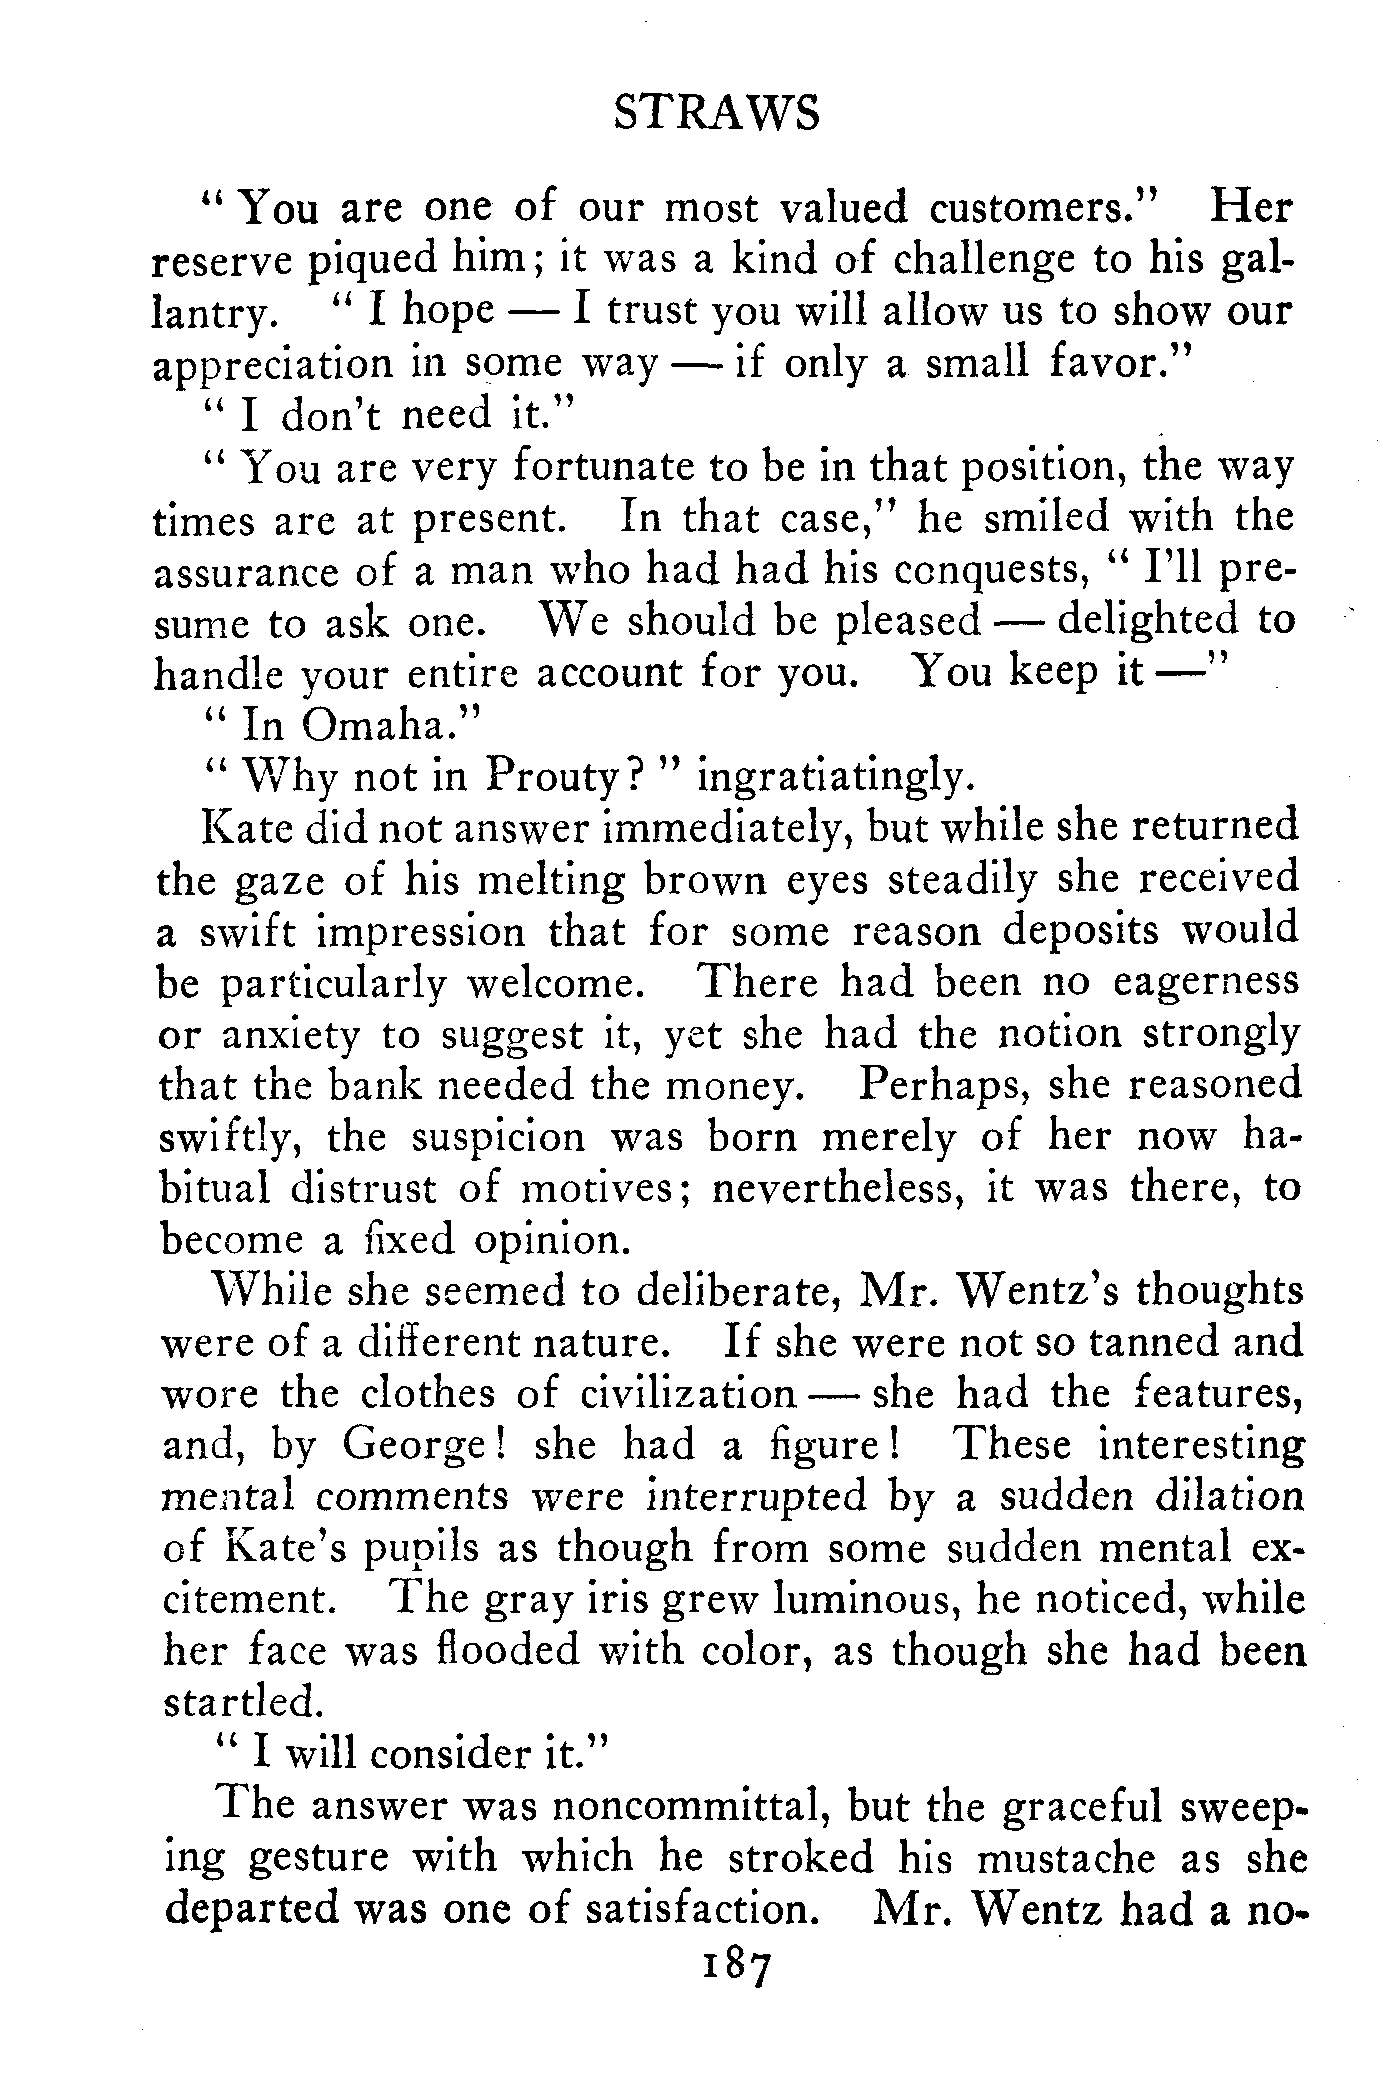 STRAWS
" You are one of our most valued customers." Her
reserve piqued him; it was a kind of challenge to his gal-
lantry. " I hope — I trust you will allow us to show our
appreciation in some way — if only a small favor."
" I don't need it."
" You are very fortunate to be in that position, the way
times are at present. In that case," he smiled with the
assurance of a man who had had his conquests, " I'll pre-
sume to ask one. We should be pleased — delighted to
handle your entire account for you. You keep it —"
" In Omaha."
" Why not in Prouty? " ingratiatingly.
Kate did not answer immediately, but while she returned
the gaze of his melting brown eyes steadily she received
a swift impression that for some reason deposits would
be particularly welcome. There had been no eagerness
or anxiety to suggest it, yet she had the notion strongly
that the bank needed the money. Perhaps, she reasoned
swiftly, the suspicion was born merely of her now ha-
bitual distrust of motives; nevertheless, it was there, to
become a fixed opinion.
While she seemed to deliberate, Mr. Wentz's thoughts
were of a different nature. If she were not so tanned and
wore the clothes of civilization — she had the features,
and, by George! she had a figure! These interesting
mental comments were interrupted by a sudden dilation
of Kate's pupils as though from some sudden mental ex-
citement. The gray iris grew luminous, he noticed, while
her face was flooded with color, as though she had been
startled.
" I will consider it."
The answer was noncommittal, but the graceful sweep-
ing gesture with which he stroked his mustache as she
departed was one of satisfaction. Mr. Wentz had a no-
187